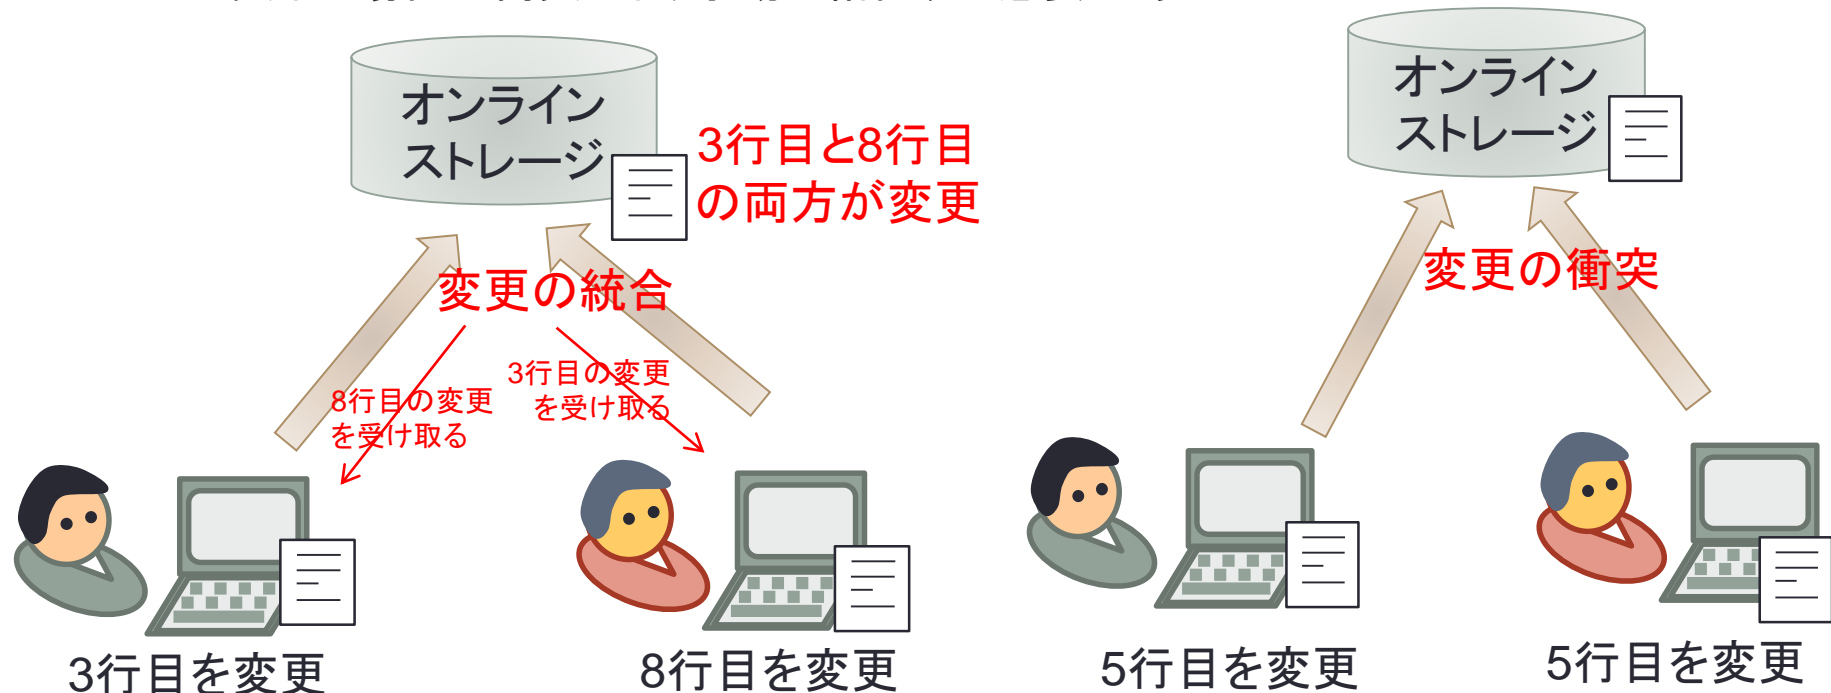 オンライン
ストレージ
3行目と8行目
の両方が変更
変更の統合
8行目の変更
を受け取る
3行目の変更
を受け取る
3行目を変更
8行目を変更
オンライン
ストレージ
変更の衝突
5行目を変更
5行目を変更